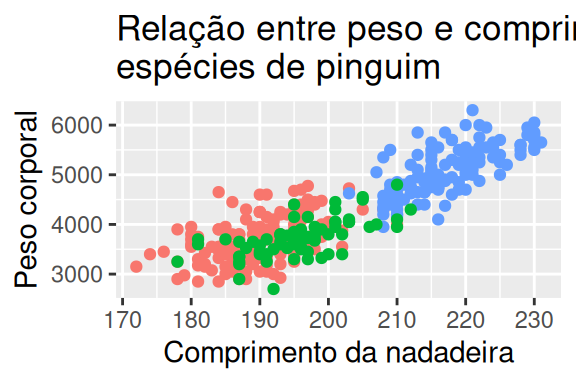 Relação entre peso e
espécies de pinguim
Peso corporal
6000
5000
4000
3000
170 180 190 200 210 220 230
Comprimento da nadadeira